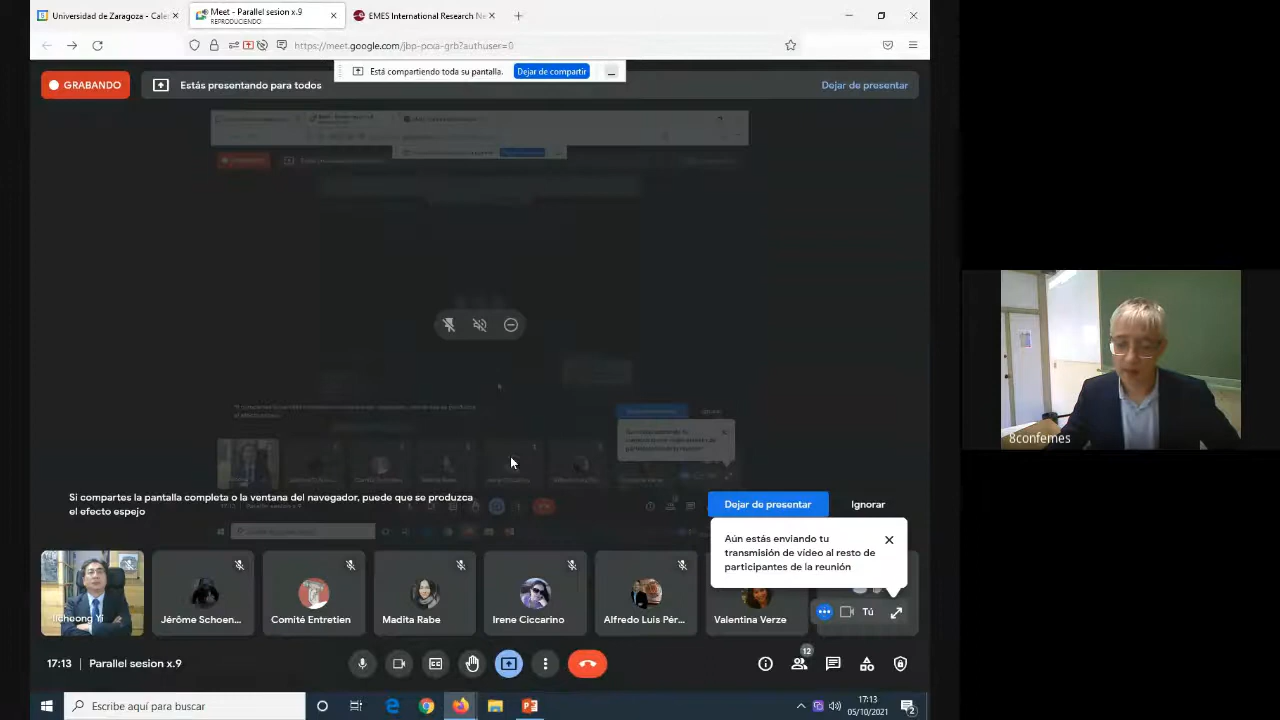 Universidad de Zaragoza - Cale
Meet - Parallel sesion x.9
REPRODUCIENDO
EMES International Research Ne
https://meet.google.com/jbp-pcxa-grb?authuser=0
Está compartiendo toda su pantalla.
Dejar de compartir
GRABANDO
Estás presentando para todos
Dejar de presentar
8confemes
Si compartes la pantalla completa o la ventana del navegador, puede que se produzca
el efecto espejo
Dejar de presentar
Ignorar
Aún estás enviando tu
transmisión de vídeo al resto de
participantes de la reunión
Ilcheong Yi
Jérôme Schoen...
Comité Entretien
Madita Rabe
Irene Ciccarino
Alfredo Luis Pér...
Valentina Verze
Tú
17:13
Parallel sesion x.9
12
Escribe aquí para buscar
17:13
05/10/2021
2